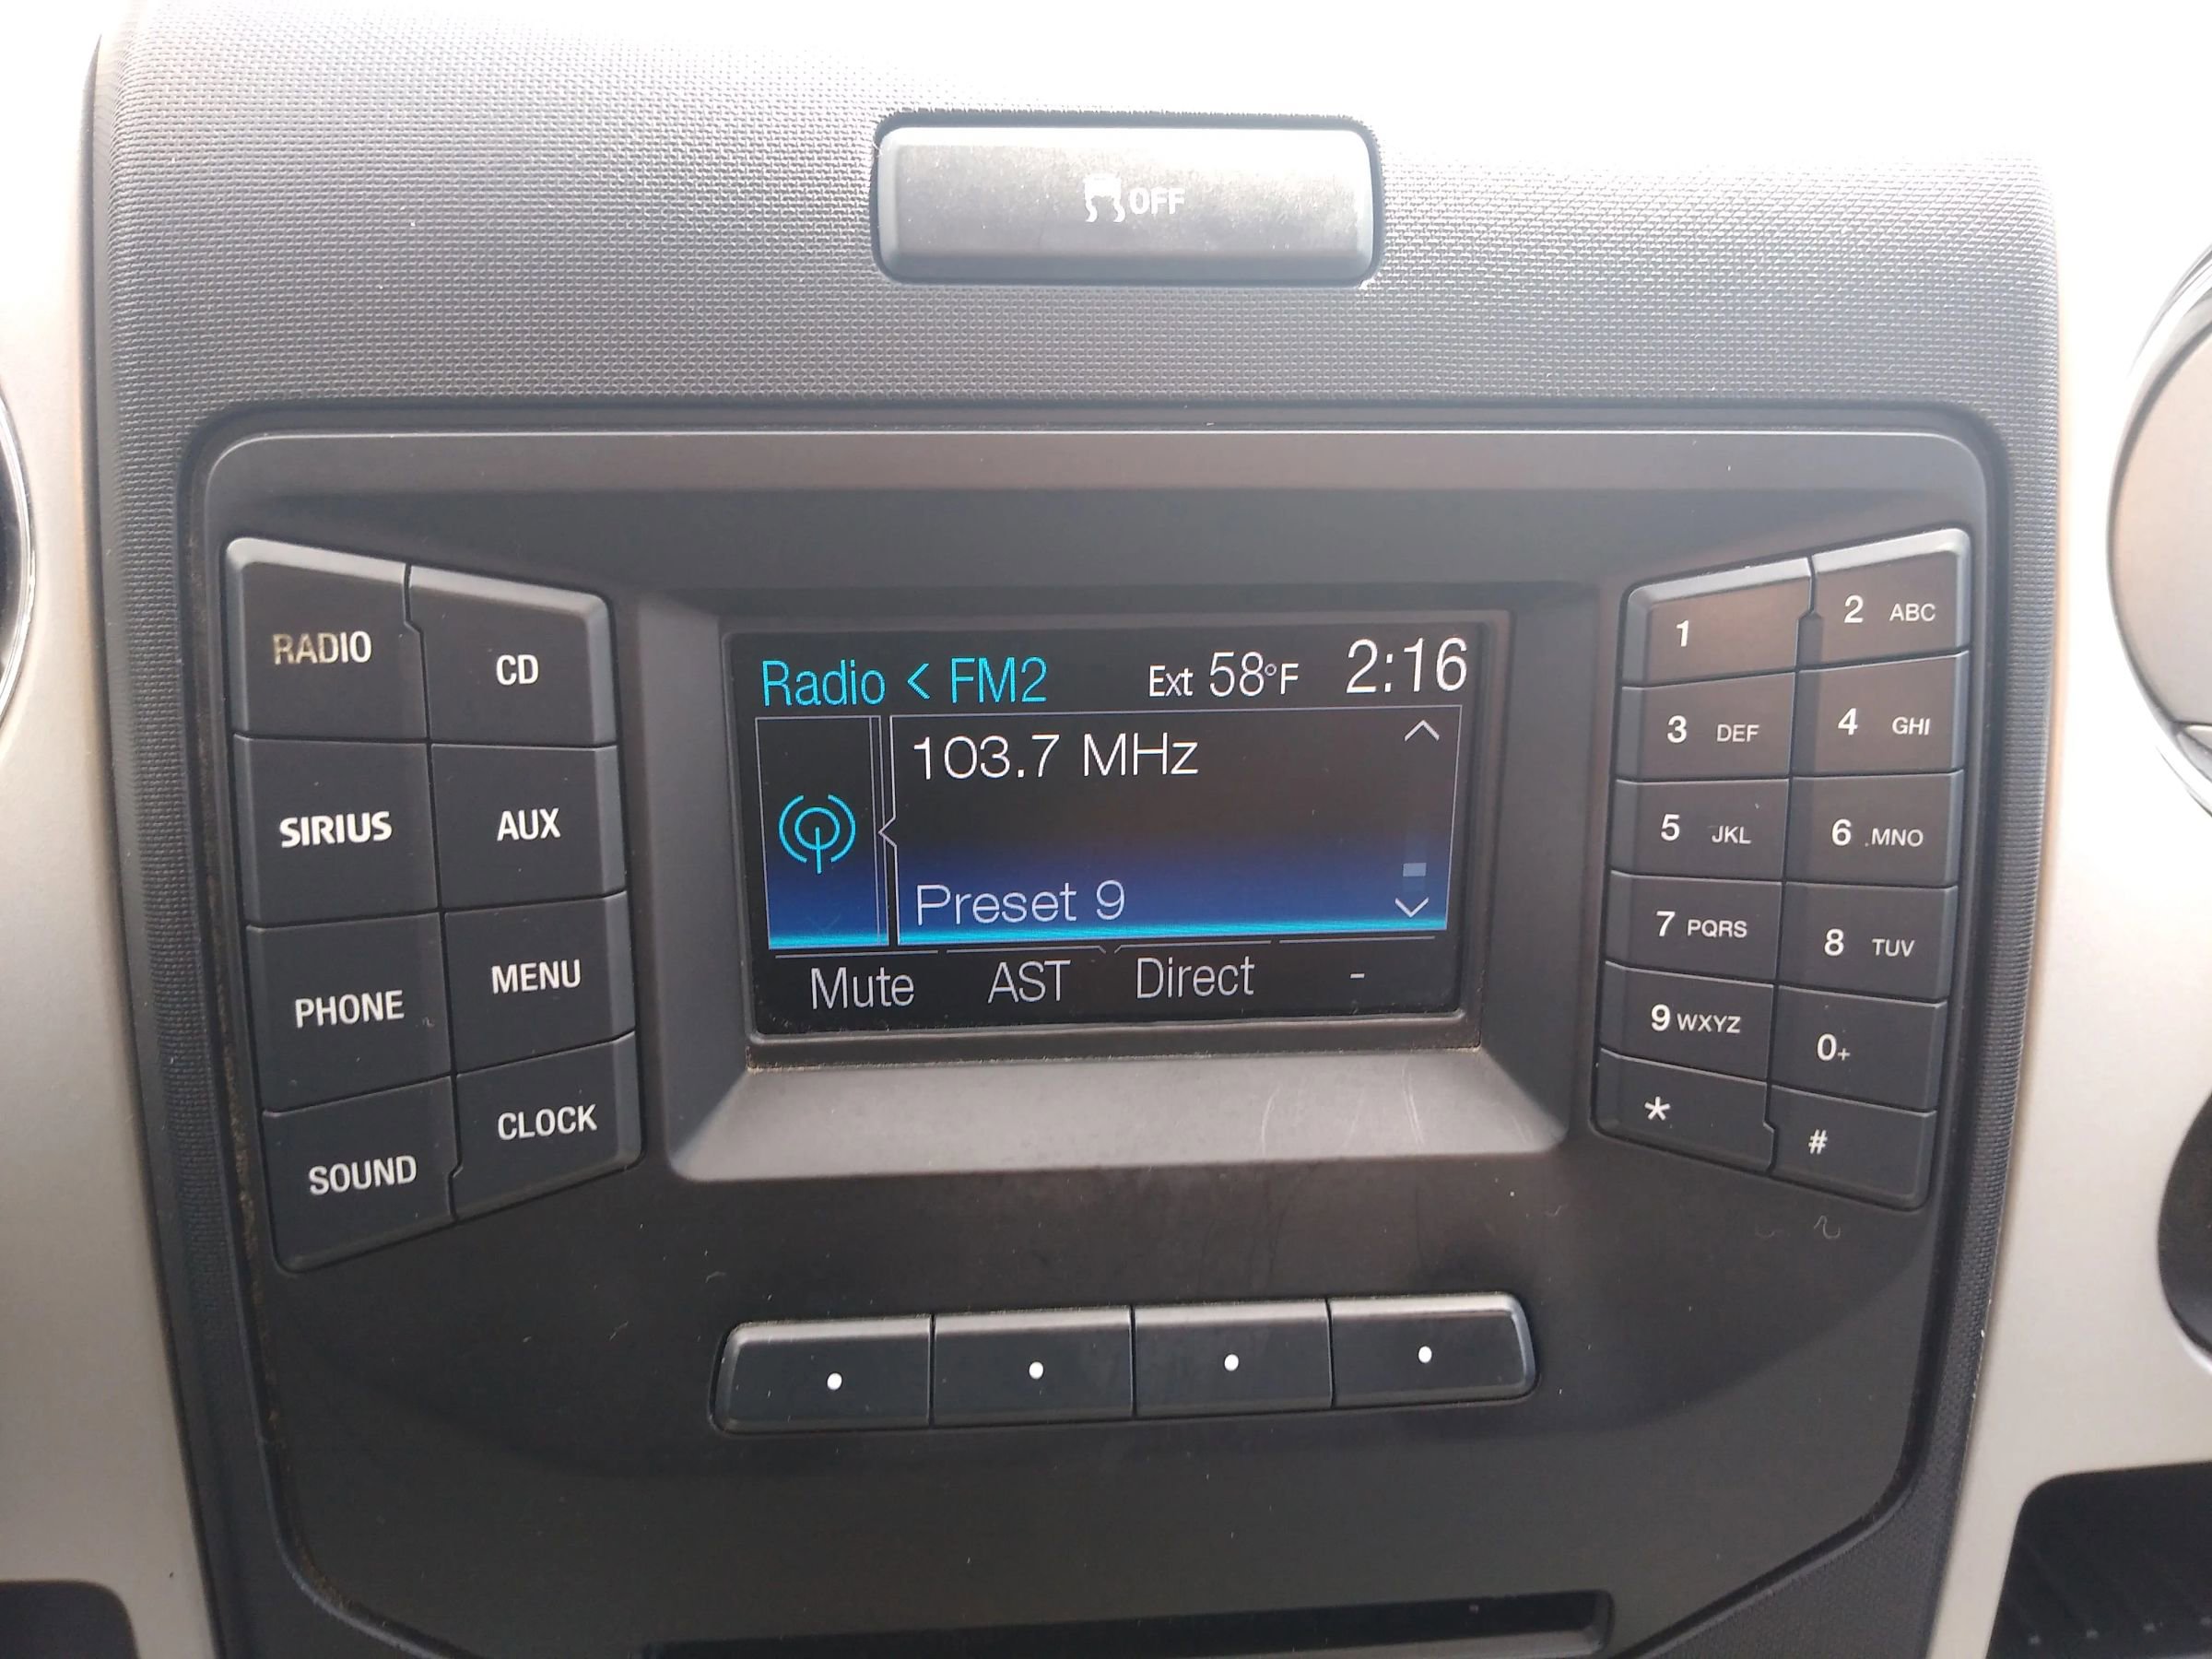 OFF
RADIO
CD
SIRIUS
AUX
PHONE
MENU
SOUND
CLOCK
Radio < FM2 Ext 58°F 2:16
103.7 MHz
Preset 9
Mute AST Direct -
1
2 ABC
3 DEF
4 GHI
5 JKL
6 MNO
7 PQRS
8 TUV
9 WXYZ
0+
*
#